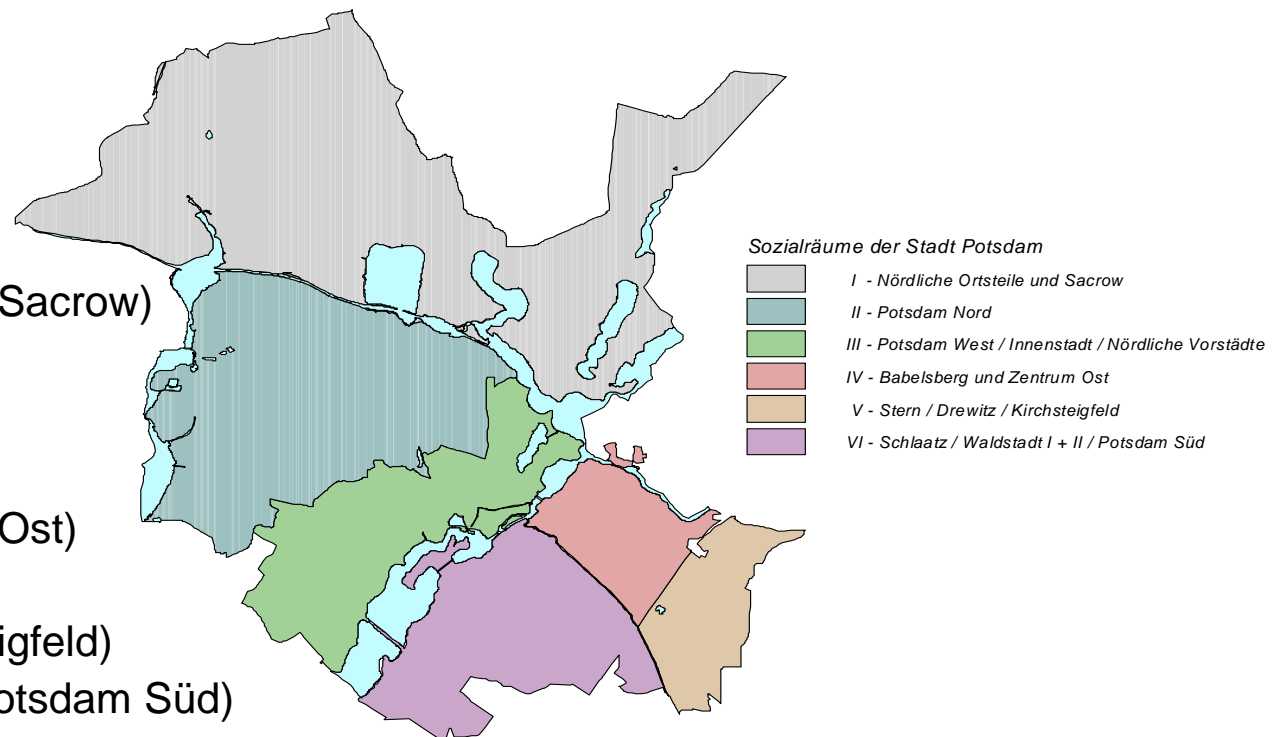 Sacrow)
Ost)
igfeld)
otsdam Süd)
Sozialräume der Stadt Potsdam
I - Nördliche Ortsteile und Sacrow
II - Potsdam Nord
III - Potsdam West / Innenstadt / Nördliche Vorstädte
IV - Babelsberg und Zentrum Ost
V - Stern / Drewitz / Kirchsteigfeld
VI - Schlaatz / Waldstadt I + II / Potsdam Süd